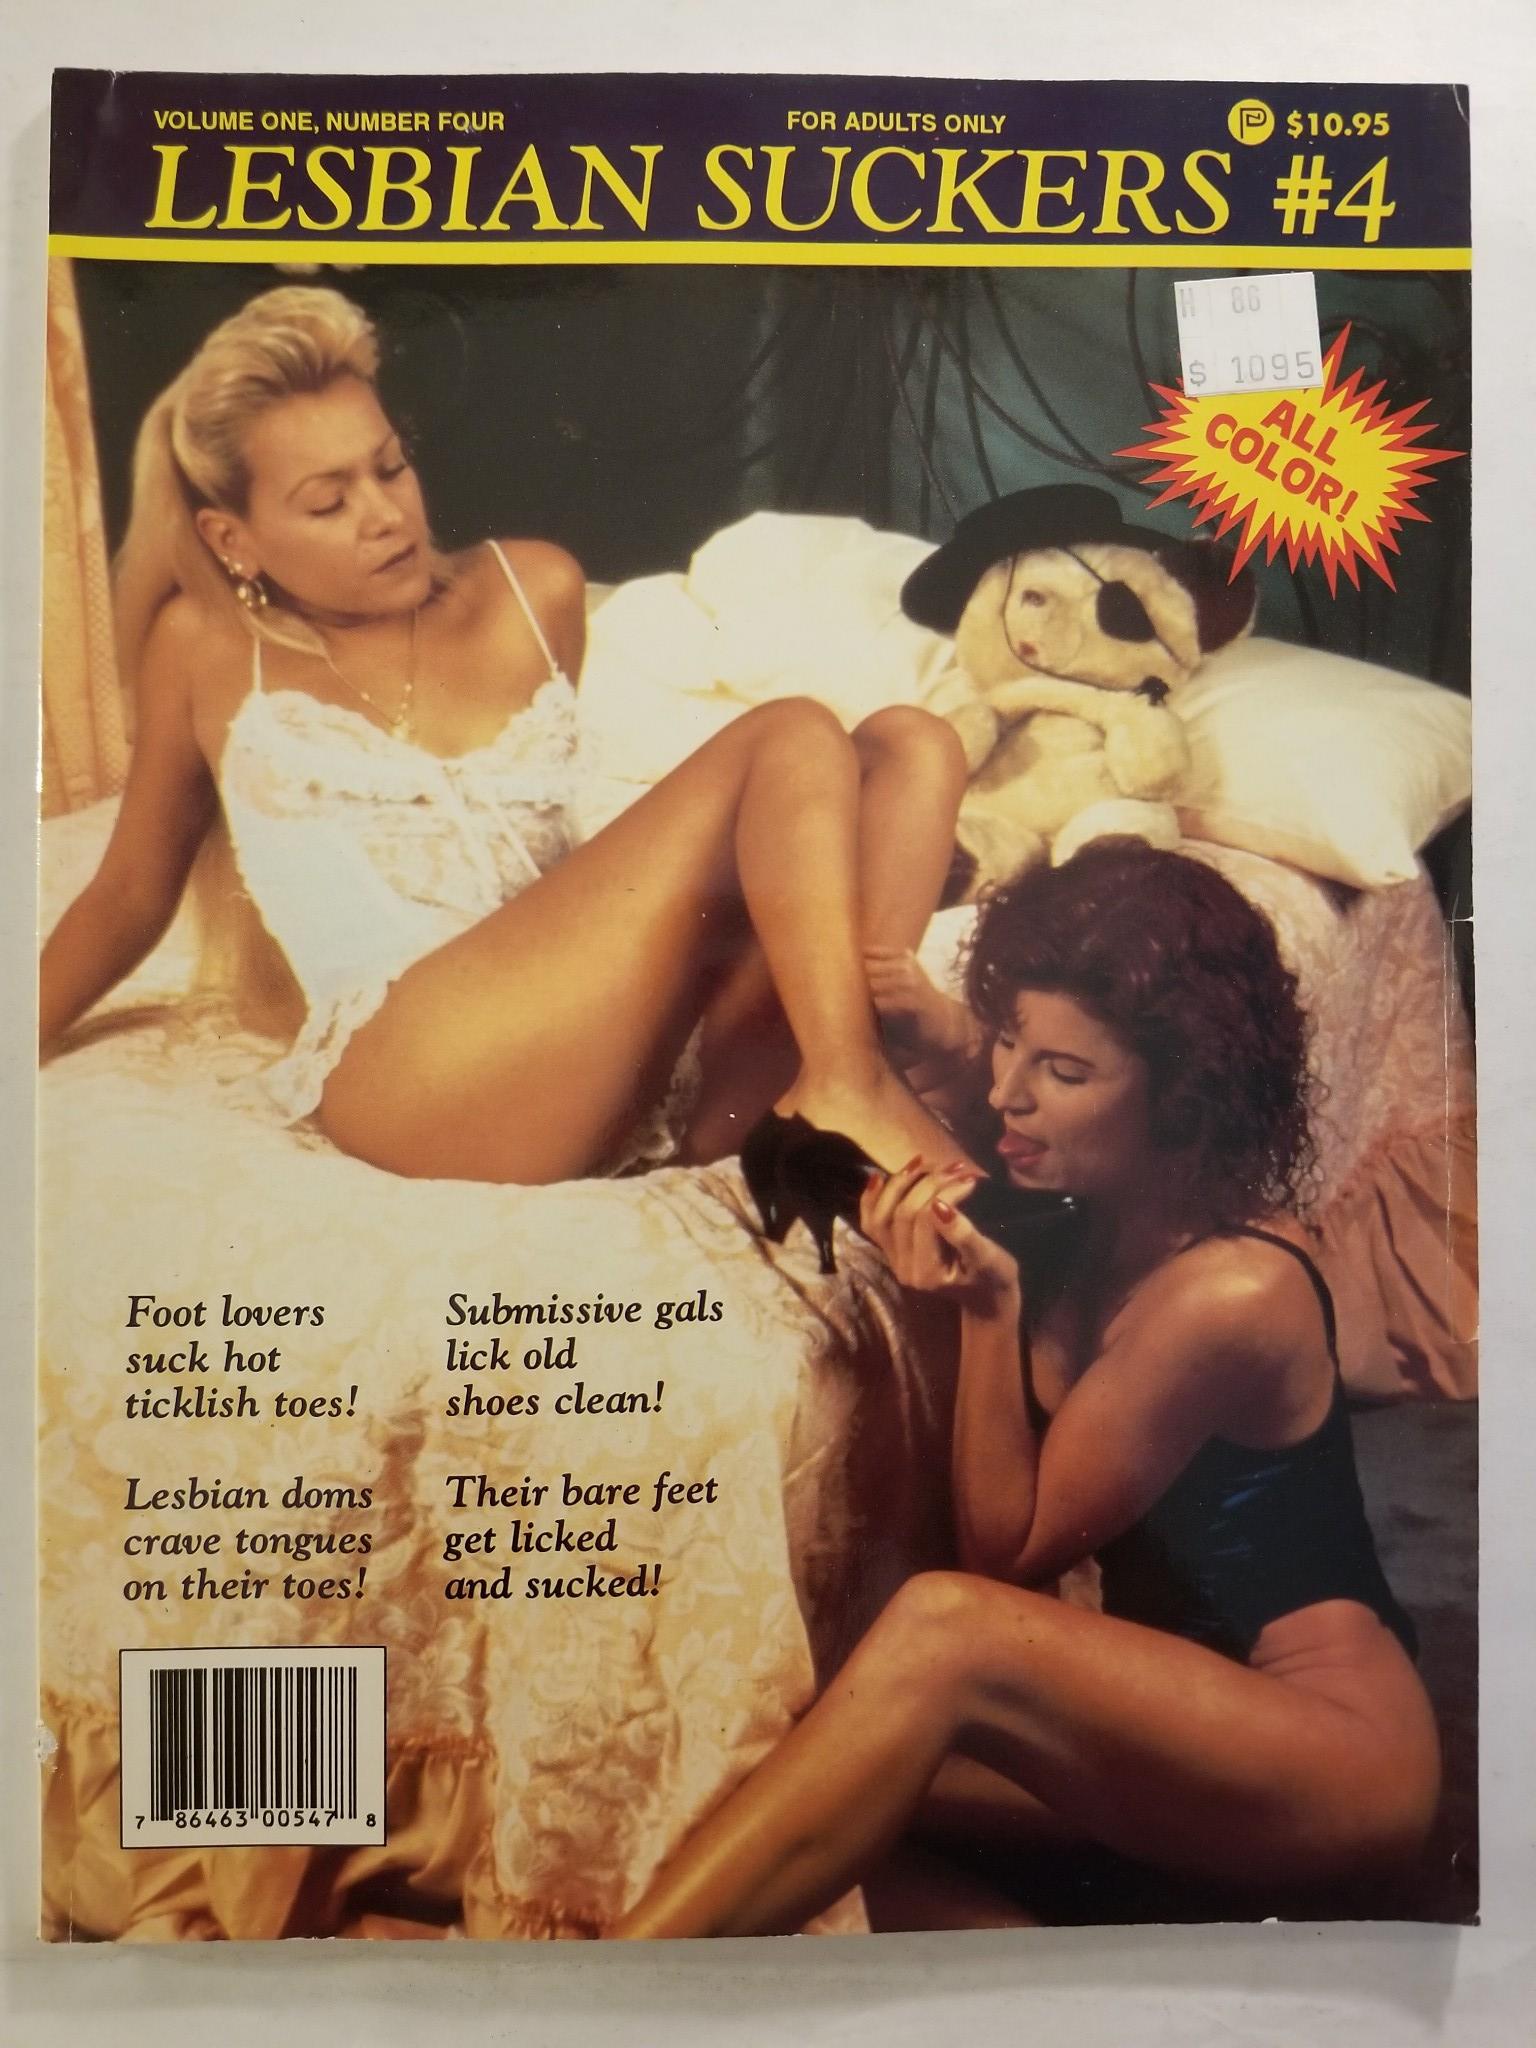 VOLUME ONE, NUMBER FOUR
FOR ADULTS ONLY
P $10.95
LESBIAN SUCKERS #4
H 86
$ 1095
ALL
COLOR!
Foot lovers
suck hot
ticklish toes!
Submissive gals
lick old
shoes clean!
Lesbian doms
crave tongues
on their toes!
Their bare feet
get licked
and sucked!
7 86463 00547 8